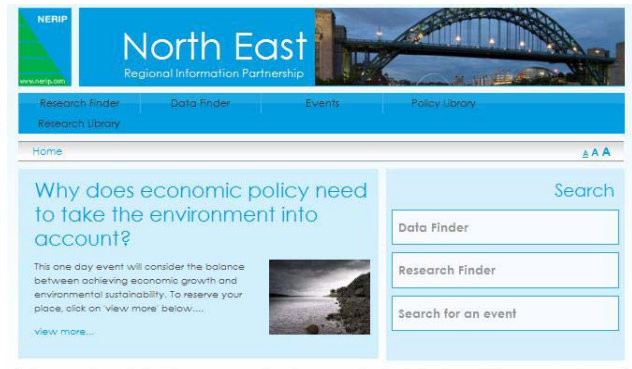 NERIP
www.nerip.com
North East
Regional Information Partnership
Research Finder
Data Finder
Events
Policy Library
Research Library
Home
A A A
Why does economic policy need
to take the environment into
account?
This one day event will consider the balance
between achieving economic growth and
environmental sustainability. To reserve your
place, click on 'view more' below....
view more...
Search
Data Finder
Research Finder
Search for an event